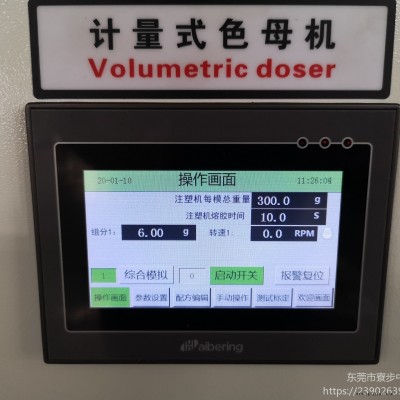 计量式色母机
Volumetric doser
20-01-10 操作画面 11:26:04
注塑机每模总重量 300.0 g
注塑机熔胶时间 10.0 S
组分1: 6.00 g 转速1: 0.0 RPM
1 综合模拟 0 启动开关 报警复位
操作画面 参数设置 配方编辑 手动操作 测试标定 欢迎画面
aibering
东莞市寮步中
https://2390263